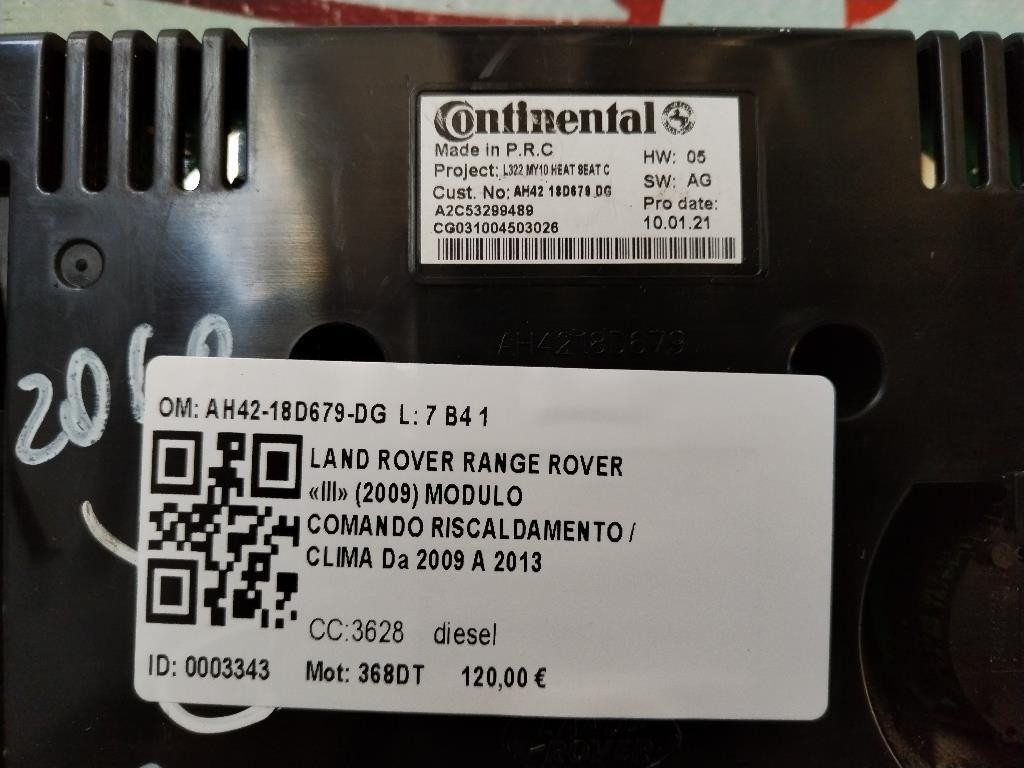 Continental
Made in P.R.C
Project: L322 MY10 HEAT SEAT C
Cust. No: AH42 18D679 DG
A2C53299489
CG031004503026
HW: 05
SW: AG
Pro date:
10.01.21
AH4218D679
OM: AH42-18D679-DG L: 7 B4 1
LAND ROVER RANGE ROVER
«III» (2009) MODULO
COMANDO RISCALDAMENTO /
CLIMA Da 2009 A 2013
CC:3628 diesel
ID: 0003343 Mot: 368DT 120,00 €
ROVER